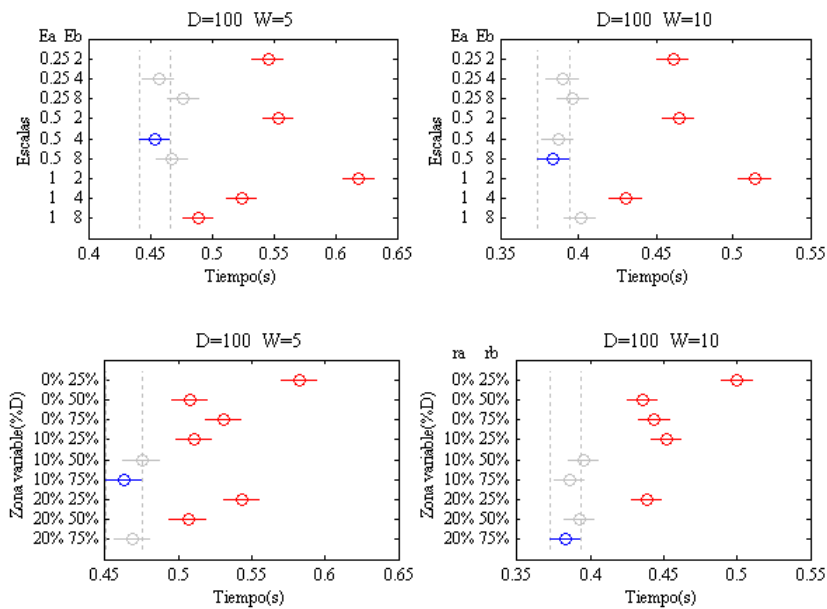 D=100 W=5
Ea Eb
0.25 2
0.25 4
0.25 8
0.5 2
0.5 4
0.5 8
1 2
1 4
1 8
Escalas
0.4 0.45 0.5 0.55 0.6 0.65
Tiempo(s)
D=100 W=10
Ea Eb
0.25 2
0.25 4
0.25 8
0.5 2
0.5 4
0.5 8
1 2
1 4
1 8
Escalas
0.35 0.4 0.45 0.5 0.55
Tiempo(s)
D=100 W=5
0% 25%
0% 50%
0% 75%
10% 25%
10% 50%
10% 75%
20% 25%
20% 50%
20% 75%
Zona variable(%D)
0.45 0.5 0.55 0.6 0.65
Tiempo(s)
D=100 W=10
ra rb
0% 25%
0% 50%
0% 75%
10% 25%
10% 50%
10% 75%
20% 25%
20% 50%
20% 75%
Zona variable(%D)
0.35 0.4 0.45 0.5 0.55
Tiempo(s)